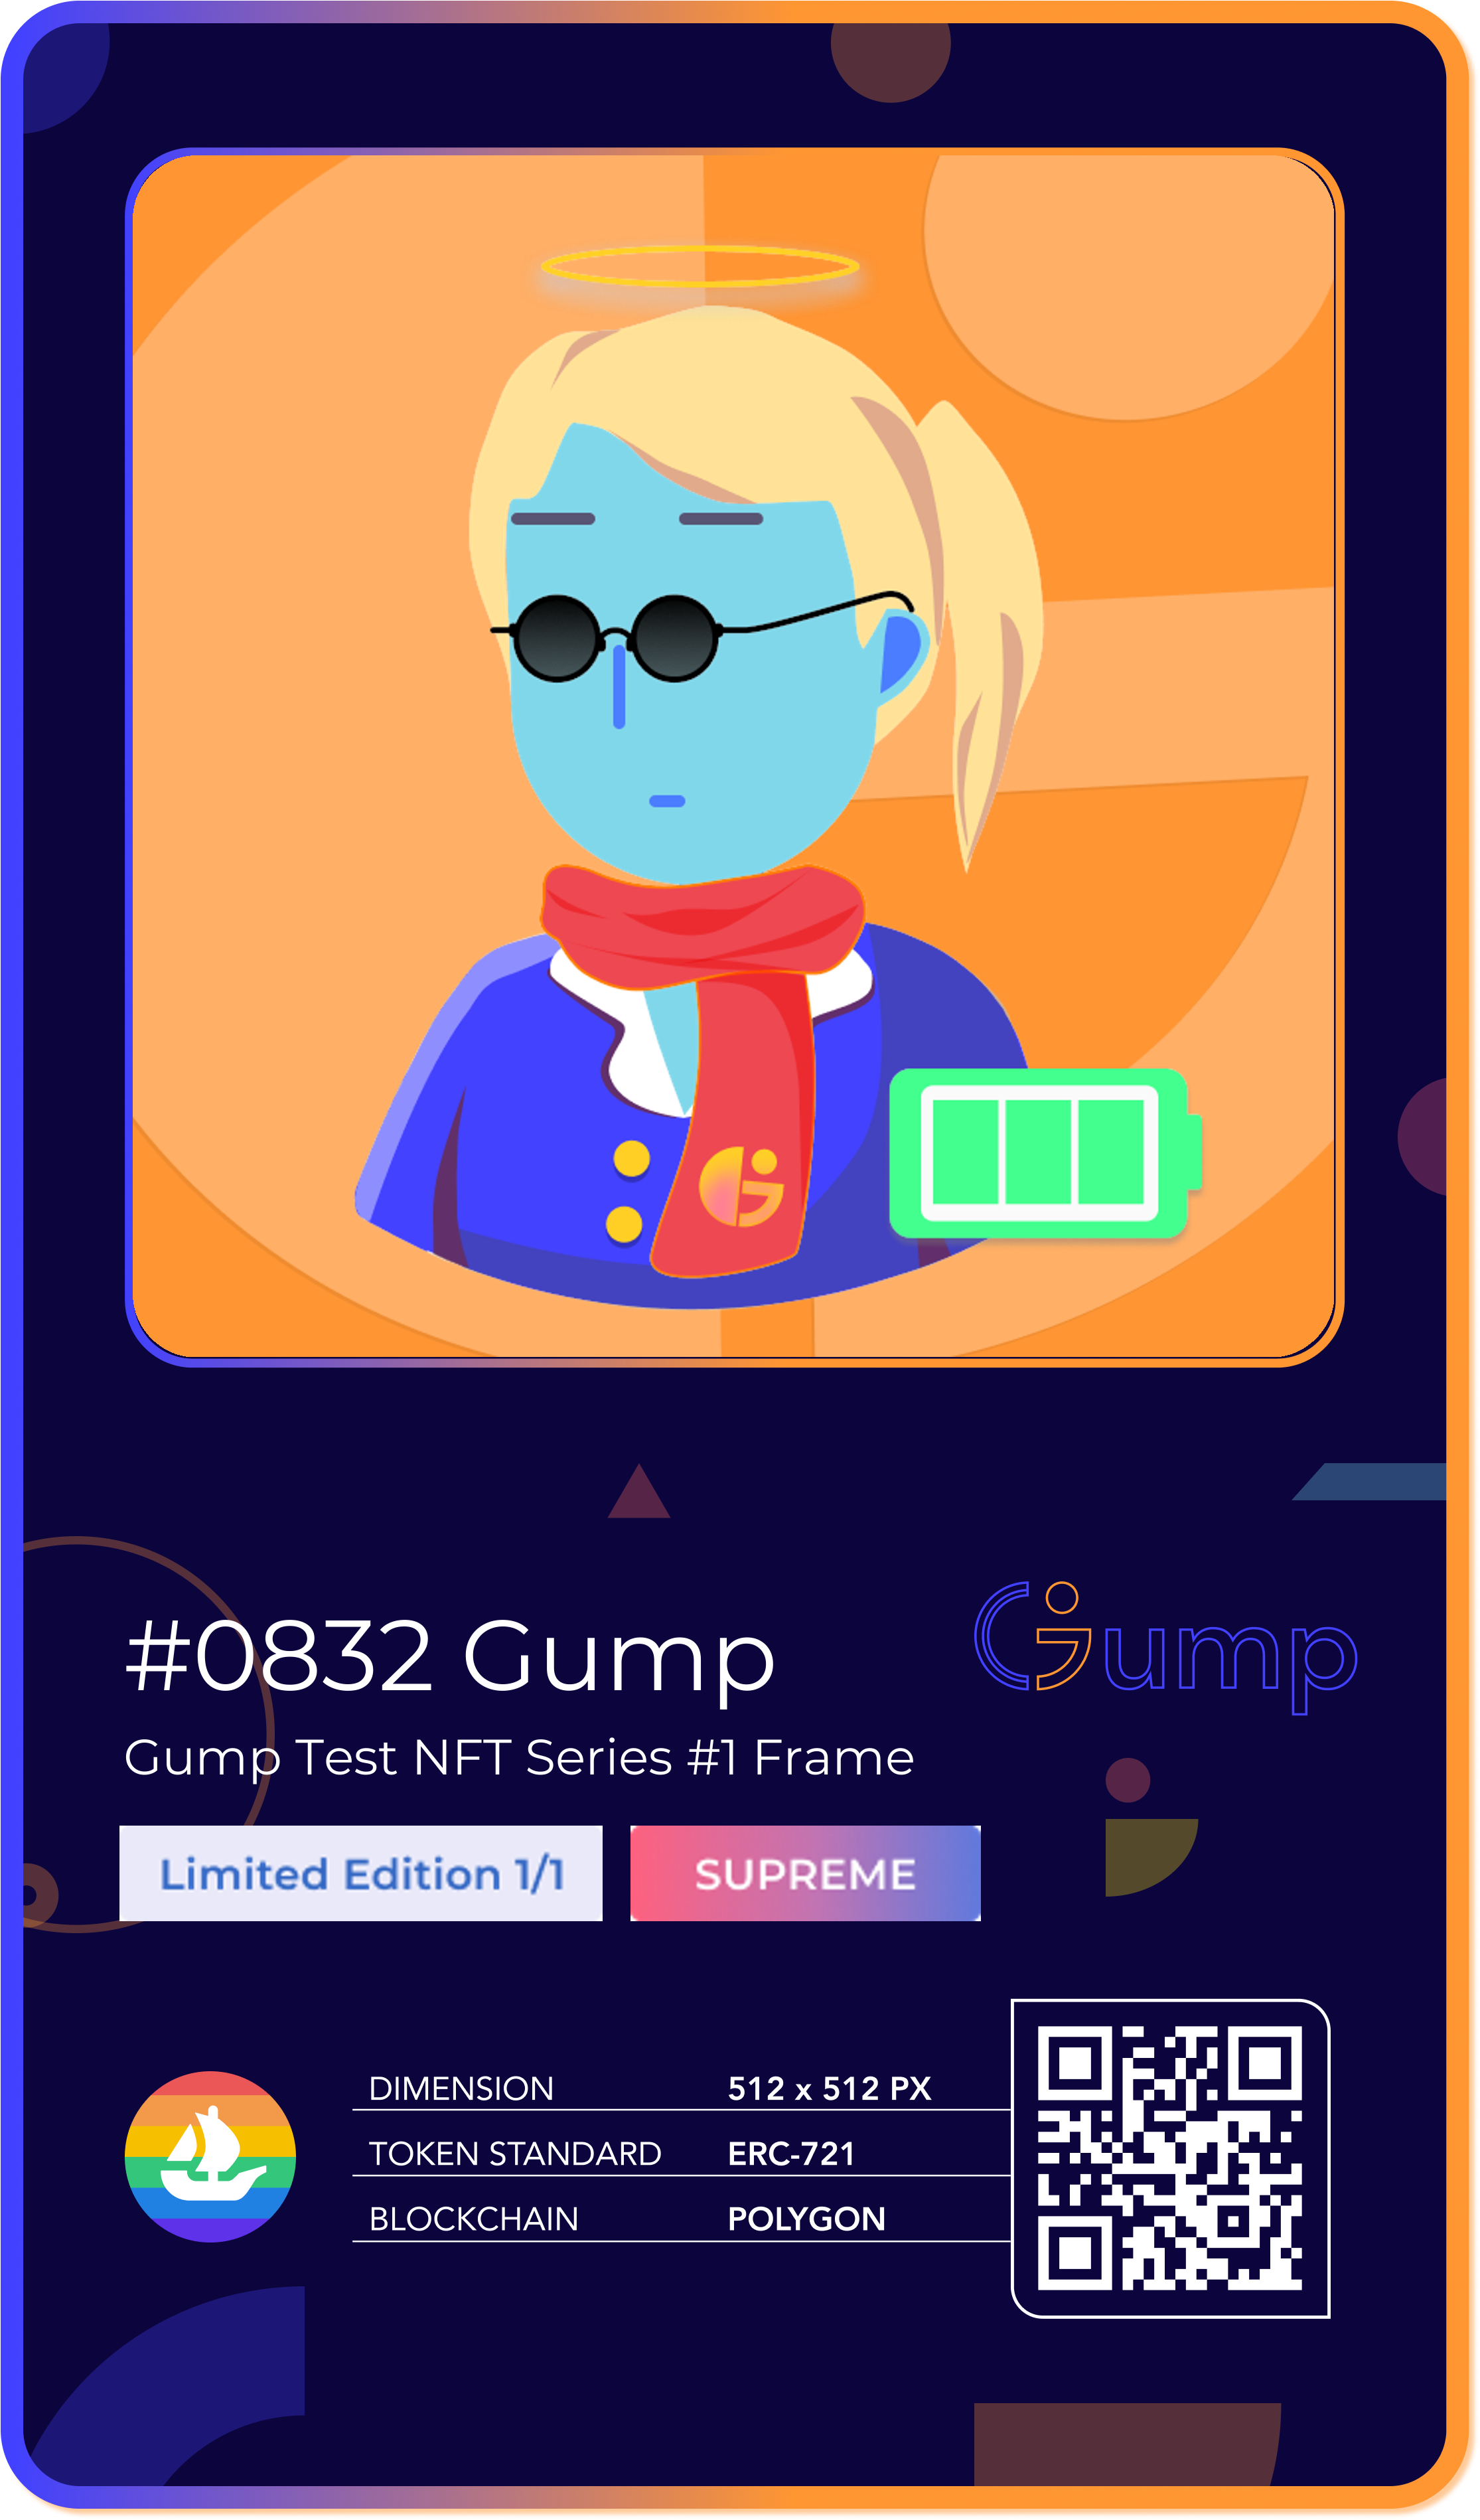 #0832 Gump
Gump
Gump Test NFT Series #1 Frame
Limited Edition 1/1
SUPREME
DIMENSION 512 x 512 PX
TOKEN STANDARD ERC-721
BLOCKCHAIN POLYGON